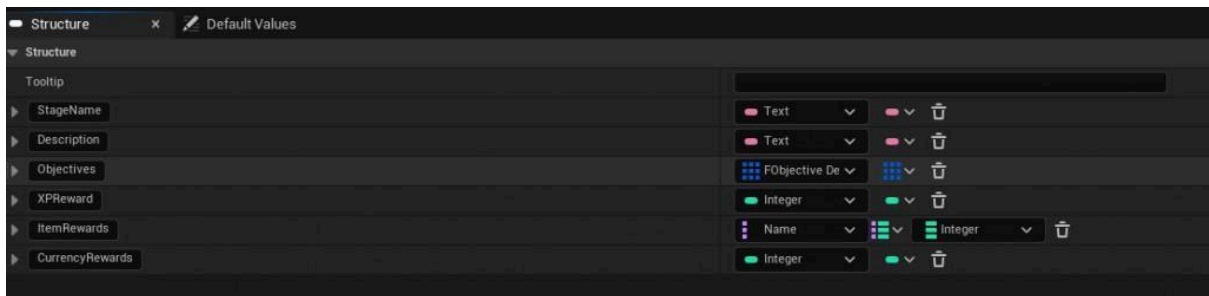 Structure Default Values
Structure
Tooltip
StageName Text
Description Text
Objectives FObjective De
XPReward Integer
ItemRewards Name Integer
CurrencyRewards Integer